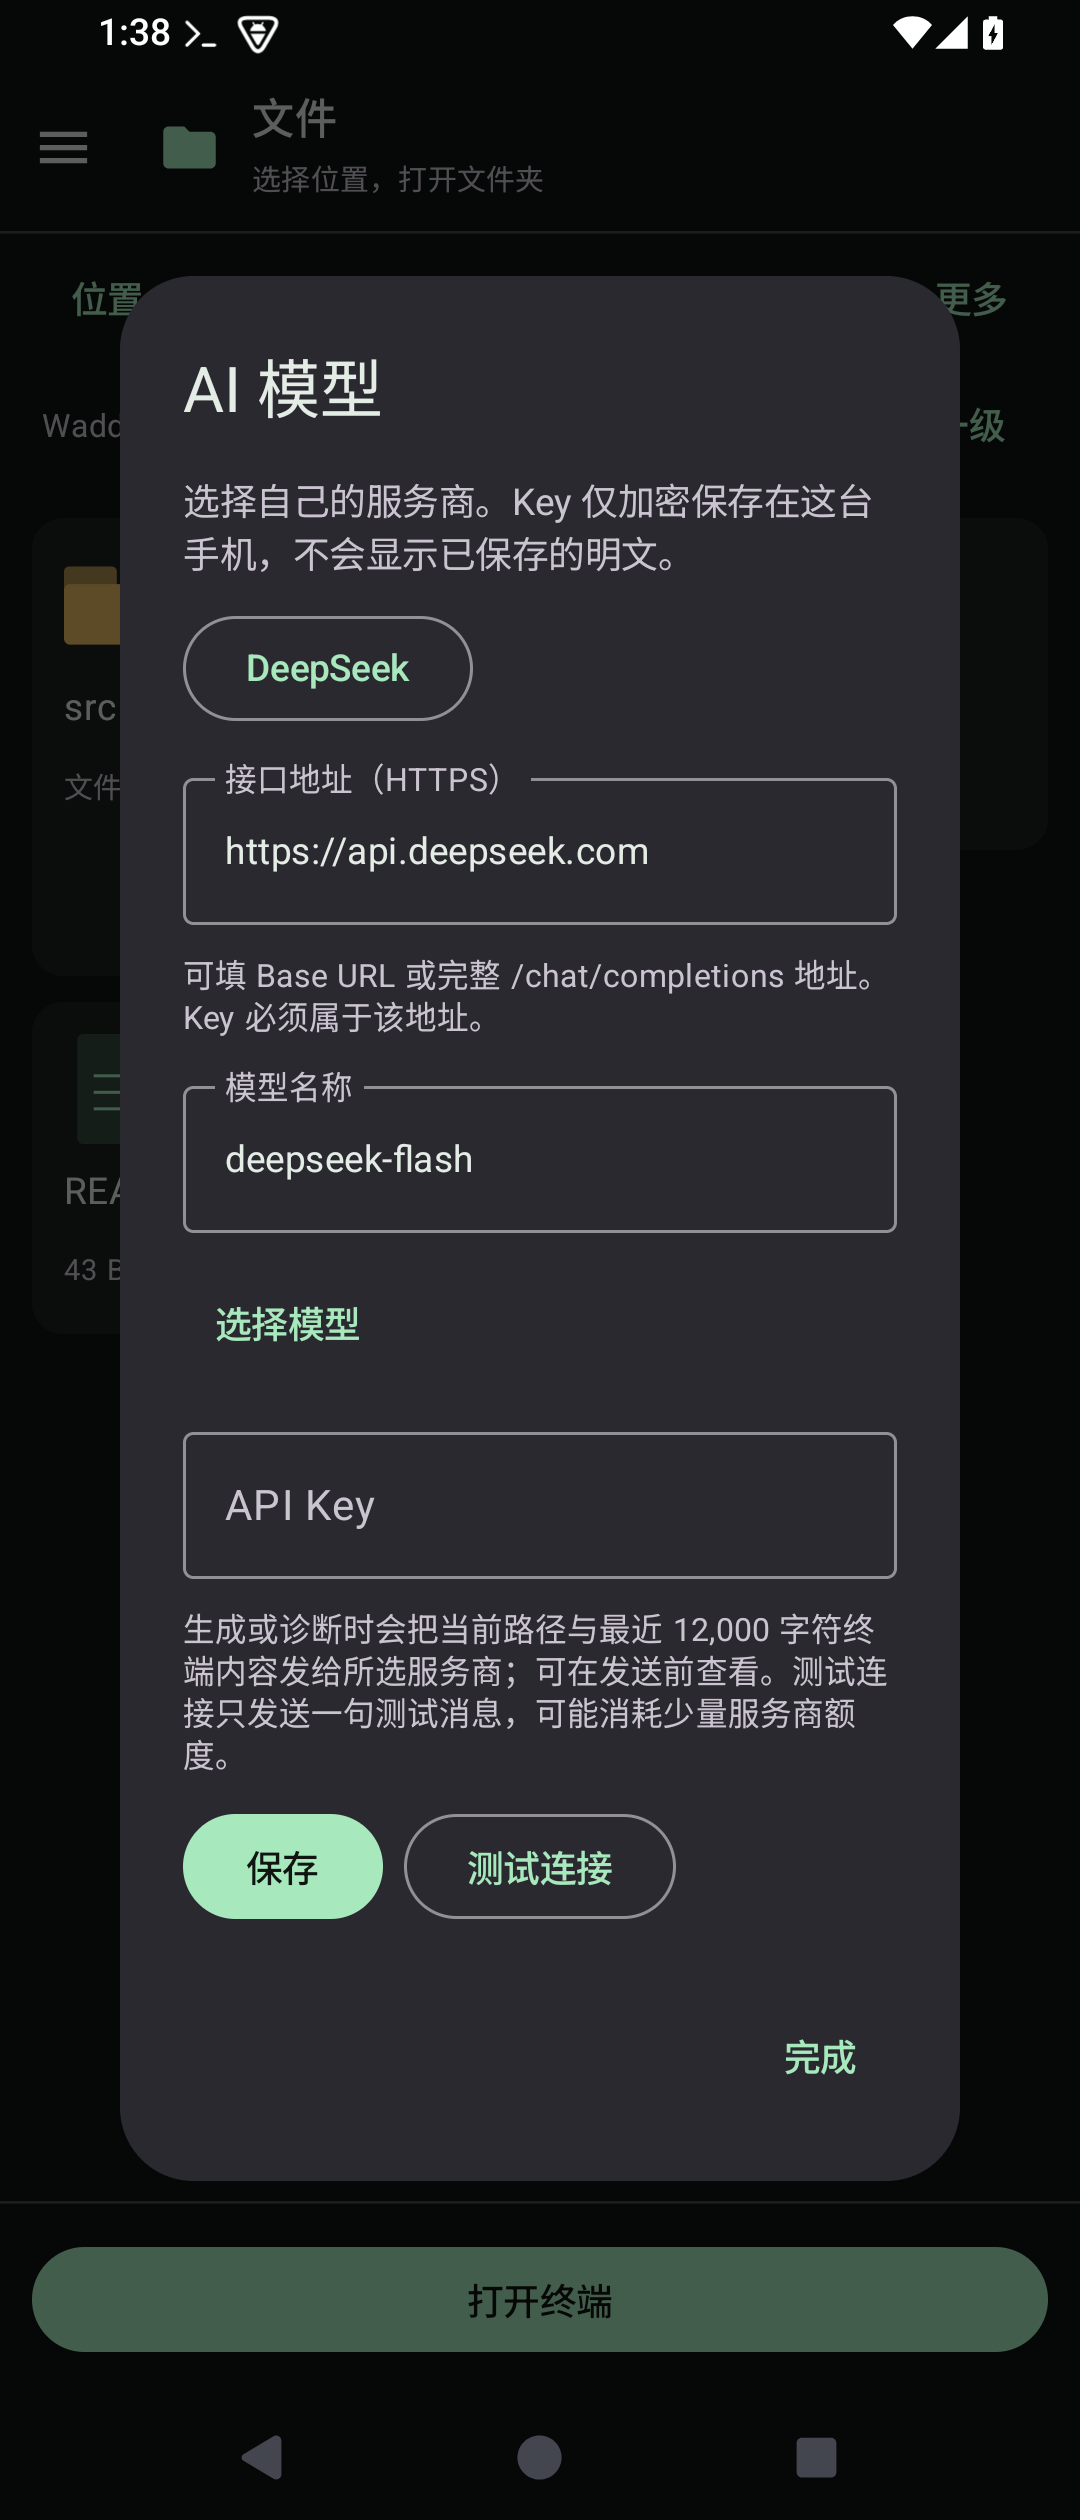 1:38
文件
选择位置，打开文件夹
位置
更多
Wadd
一级
AI 模型
选择自己的服务商。Key 仅加密保存在这台
手机，不会显示已保存的明文。
DeepSeek
src
文件
接口地址（HTTPS）
https://api.deepseek.com
可填 Base URL 或完整 /chat/completions 地址。
Key 必须属于该地址。
模型名称
deepseek-flash
REA
43 B
选择模型
API Key
生成或诊断时会把当前路径与最近 12,000 字符终
端内容发给所选服务商；可在发送前查看。测试连
接只发送一句测试消息，可能消耗少量服务商额
度。
保存
测试连接
完成
打开终端